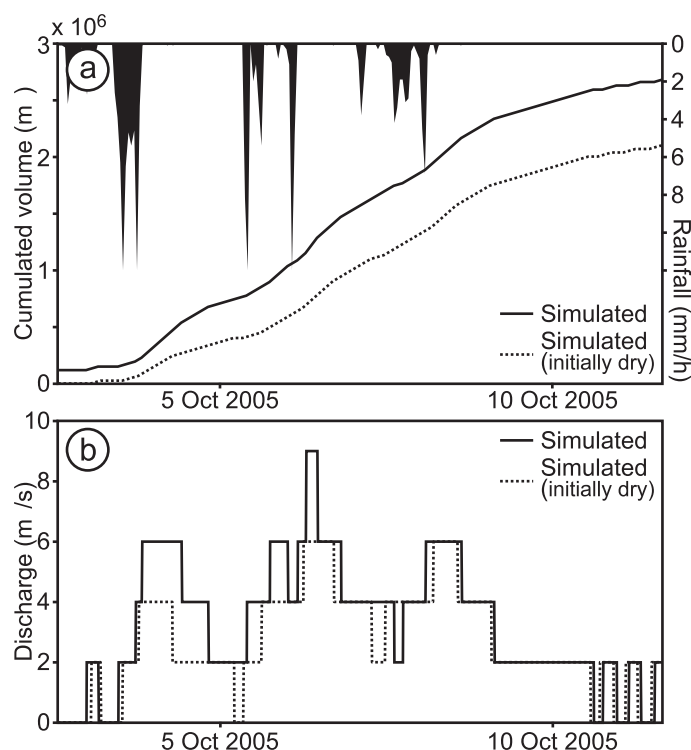 x 10⁶
3
2
1
0
Cumulated volume (m )
a
0
2
4
6
8
Rainfall (mm/h)
Simulated
Simulated
(initially dry)
5 Oct 2005
10 Oct 2005
10
8
6
4
2
0
Discharge (m /s)
b
Simulated
Simulated
(initially dry)
5 Oct 2005
10 Oct 2005